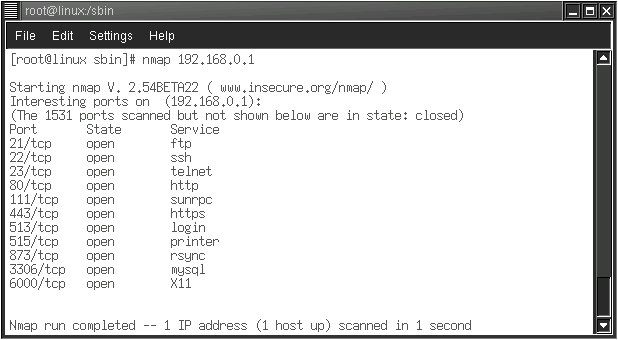 root@linux:/sbin
File Edit Settings Help
[root@linux sbin]# nmap 192.168.0.1
Starting nmap V. 2.54BETA22 ( www.insecure.org/nmap/ )
Interesting ports on  (192.168.0.1):
(The 1531 ports scanned but not shown below are in state: closed)
Port State Service
21/tcp open ftp
22/tcp open ssh
23/tcp open telnet
80/tcp open http
111/tcp open sunrpc
443/tcp open https
513/tcp open login
515/tcp open printer
873/tcp open rsync
3306/tcp open mysql
6000/tcp open X11
Nmap run completed -- 1 IP address (1 host up) scanned in 1 second